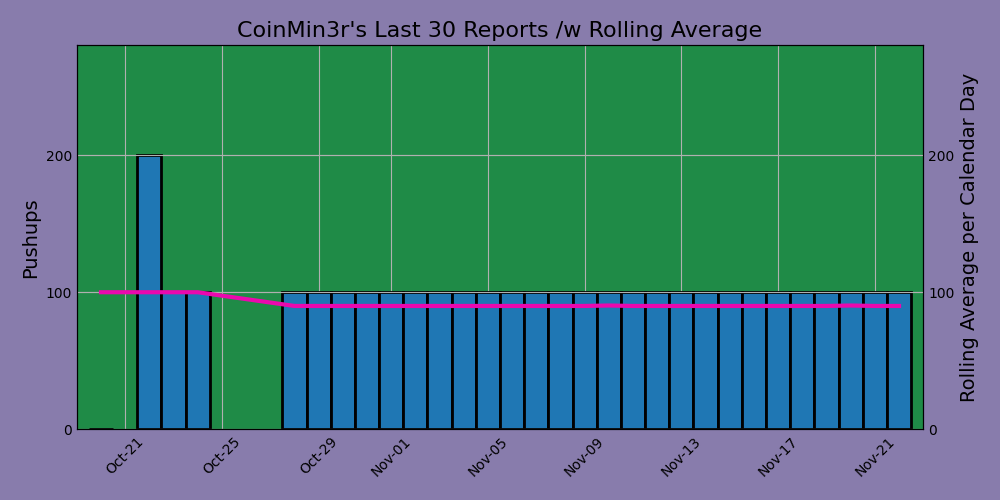 CoinMin3r's Last 30 Reports /w Rolling Average
Pushups
200
100
0
200
100
0
Rolling Average per Calendar Day
Oct-21
Oct-25
Oct-29
Nov-01
Nov-05
Nov-09
Nov-13
Nov-17
Nov-21